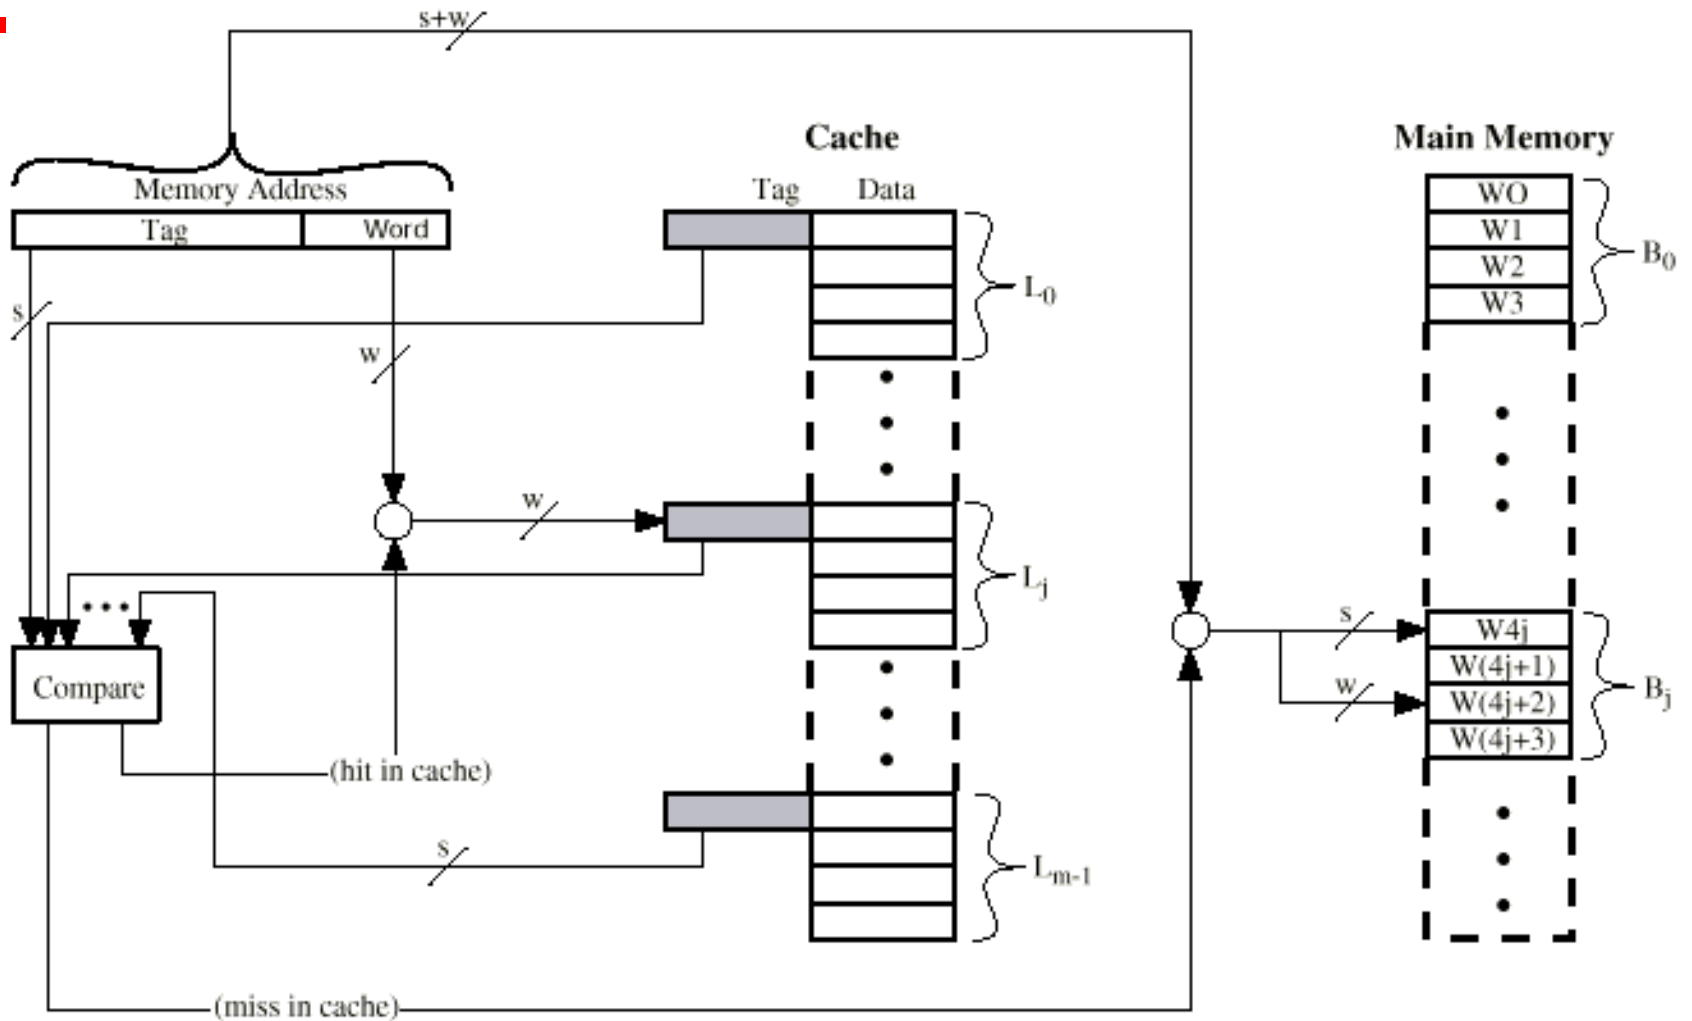 s+w
Cache
Main Memory
Memory Address
Tag Word
Tag Data
WO
W1
W2
W3
B0
L0
s
w
w
Lj
s
W4j
W(4j+1)
W(4j+2)
W(4j+3)
w
Bj
Compare
(hit in cache)
s
Lm-1
(miss in cache)